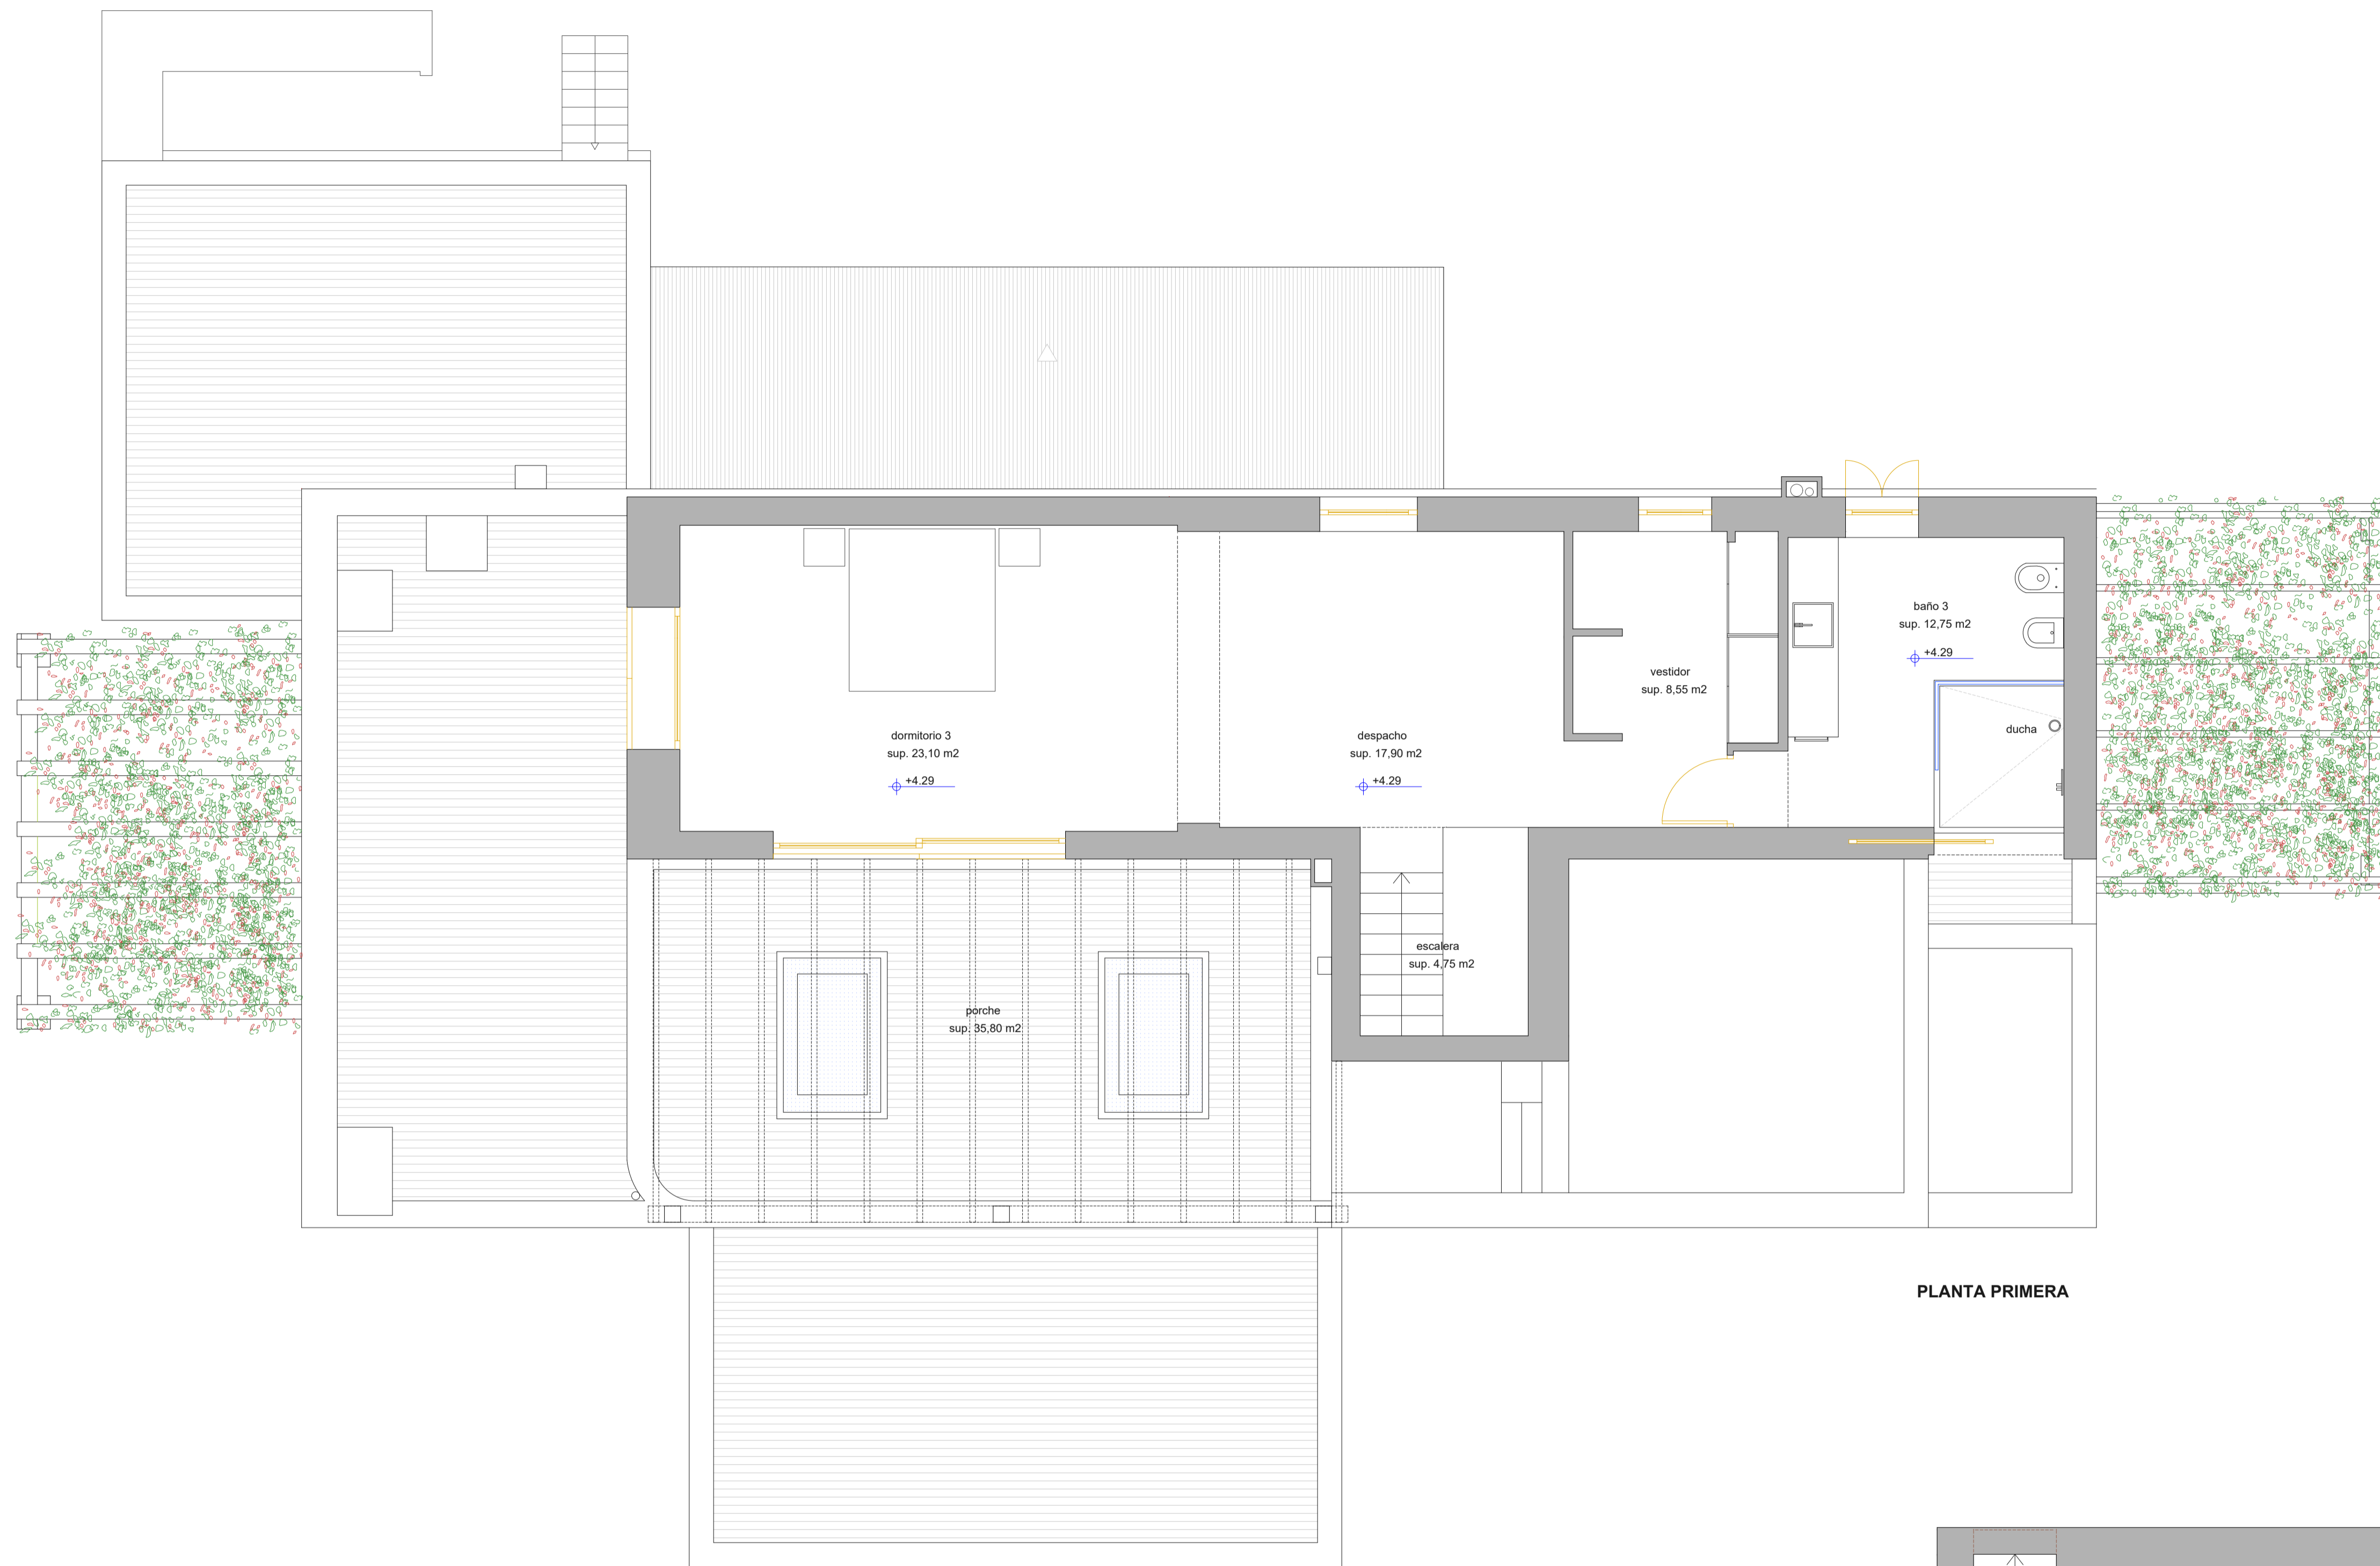 baño 3
sup. 12,75 m2
+4.29
vestidor
sup. 8,55 m2
ducha
dormitorio 3
sup. 23,10 m2
+4.29
despacho
sup. 17,90 m2
+4.29
escalera
sup. 4,75 m2
porche
sup. 35,80 m2
PLANTA PRIMERA